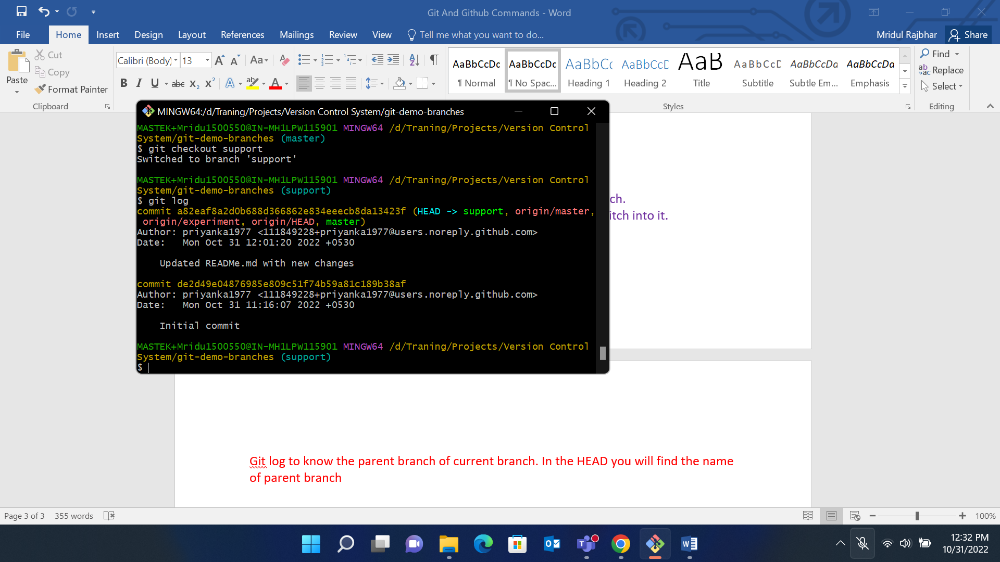 Git And Github Commands - Word
File Home Insert Design Layout References Mailings Review View Tell me what you want to do... Mridul Rajbhar Share
Paste
Cut
Copy
Format Painter
Clipboard
Calibri (Body) 13
AaBbCcDc AaBbCcDc AaBbCc AaBbCcD AaB AaBbCcD AaBbCcDa AaBbCcDa
¶ Normal ¶ No Spac... Heading 1 Heading 2 Title Subtitle Subtle Em... Emphasis
Styles
Find
Replace
Select
Editing
MINGW64:/d/Traning/Projects/Version Control System/git-demo-branches
MASTEK+Mridu1500550@IN-MH1LPW115901 MINGW64 /d/Traning/Projects/Version Control
System/git-demo-branches (master)
$ git checkout support
Switched to branch 'support'
MASTEK+Mridu1500550@IN-MH1LPW115901 MINGW64 /d/Traning/Projects/Version Control
System/git-demo-branches (support)
$ git log
commit a82eaf8a2d0b688d366862e834eeecb8da13423f (HEAD -> support, origin/master,
origin/experiment, origin/HEAD, master)
Author: priyanka1977 <111849228+priyanka1977@users.noreply.github.com>
Date:   Mon Oct 31 12:01:20 2022 +0530
Updated READMe.md with new changes
commit de2d49e04876985e809c51f74b59a81c189b38af
Author: priyanka1977 <111849228+priyanka1977@users.noreply.github.com>
Date:   Mon Oct 31 11:16:07 2022 +0530
Initial commit
MASTEK+Mridu1500550@IN-MH1LPW115901 MINGW64 /d/Traning/Projects/Version Control
System/git-demo-branches (support)
$
ch.
itch into it.
Git log to know the parent branch of current branch. In the HEAD you will find the name
of parent branch
Page 3 of 3 355 words
100%
12:32 PM
10/31/2022